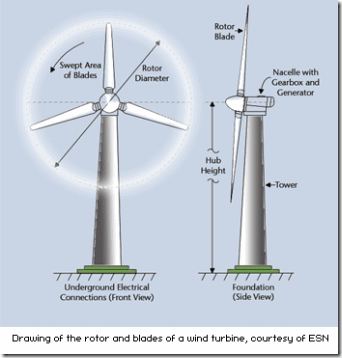 Swept Area
of Blades
Rotor
Diameter
Rotor
Blade
Nacelle with
Gearbox and
Generator
Hub
Height
Tower
Underground Electrical
Connections (Front View)
Foundation
(Side View)
Drawing of the rotor and blades of a wind turbine, courtesy of ESN